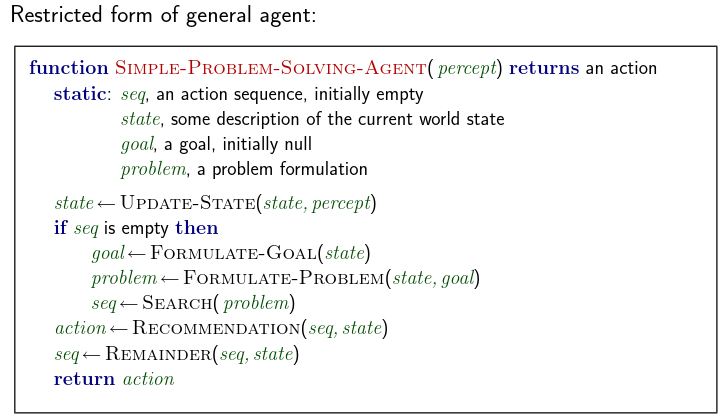 Restricted form of general agent:
function SIMPLE-PROBLEM-SOLVING-AGENT( percept) returns an action
static: seq, an action sequence, initially empty
state, some description of the current world state
goal, a goal, initially null
problem, a problem formulation
state ← UPDATE-STATE(state, percept)
if seq is empty then
goal ← FORMULATE-GOAL(state)
problem ← FORMULATE-PROBLEM(state, goal)
seq ← SEARCH( problem)
action ← RECOMMENDATION(seq, state)
seq ← REMAINDER(seq, state)
return action